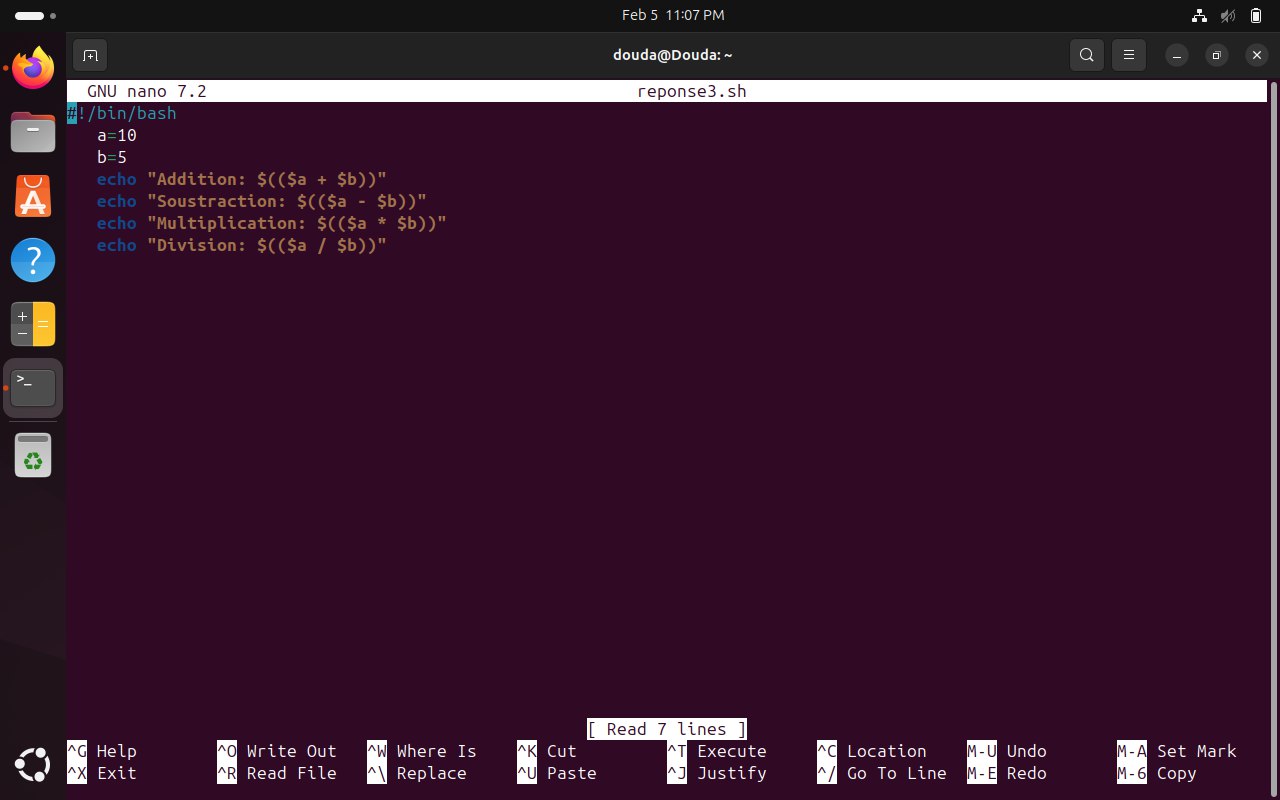 Feb 5 11:07 PM
douda@Douda: ~
GNU nano 7.2 reponse3.sh
#!/bin/bash
a=10
b=5
echo "Addition: $(($a + $b))"
echo "Soustraction: $(($a - $b))"
echo "Multiplication: $(($a * $b))"
echo "Division: $(($a / $b))"
[ Read 7 lines ]
^G Help ^O Write Out ^W Where Is ^K Cut ^T Execute ^C Location M-U Undo M-A Set Mark
^X Exit ^R Read File ^\ Replace ^U Paste ^J Justify ^/ Go To Line M-E Redo M-6 Copy